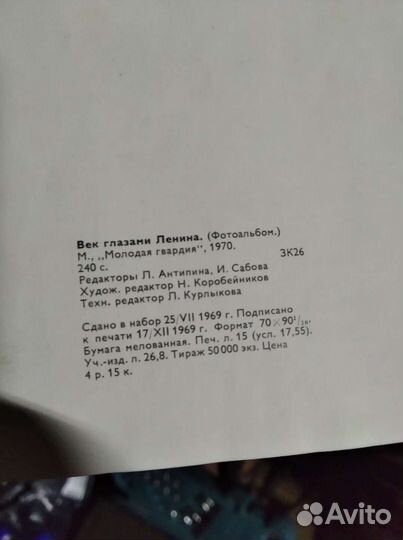 Век глазами Ленина. (Фотоальбом.)
М., „Молодая гвардия", 1970.
240 с. 3К26
Редакторы Л. Антипина, И. Сабова
Худож. редактор Н. Коробейников
Техн. редактор Л. Курлыкова
Сдано в набор 25/VII 1969 г. Подписано
к печати 17/XII 1969 г. Формат 70×90¹/₁₆.
Бумага мелованная. Печ. л. 15 (усл. 17,55).
Уч.-изд. л. 26,8. Тираж 50 000 экз. Цена
4 р. 15 к.
Avito